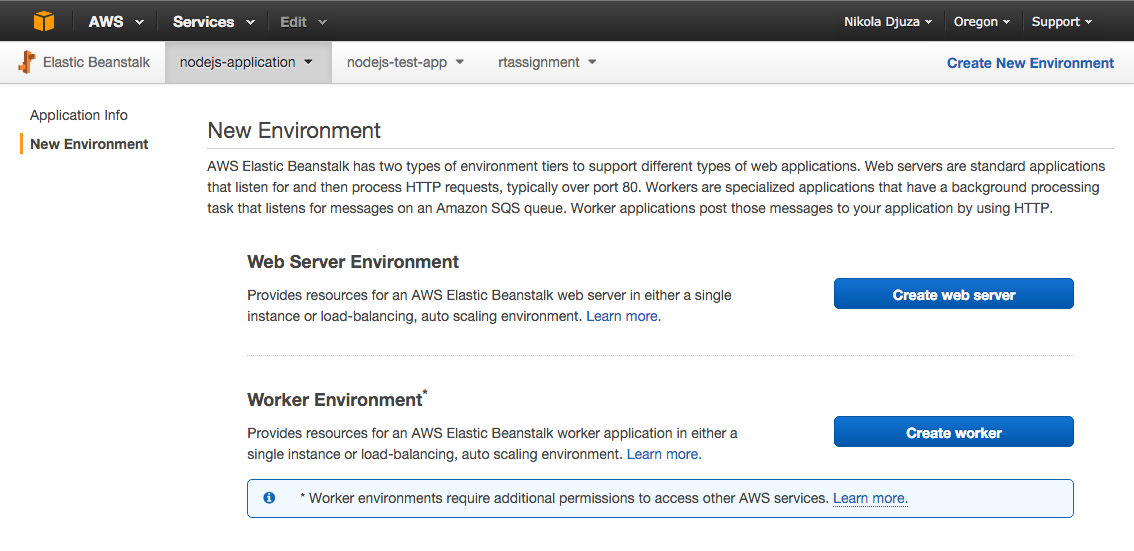 AWS Services Edit Nikola Djuza Oregon Support
Elastic Beanstalk nodejs-application nodejs-test-app rtassignment Create New Environment
Application Info
New Environment
New Environment
AWS Elastic Beanstalk has two types of environment tiers to support different types of web applications. Web servers are standard applications
that listen for and then process HTTP requests, typically over port 80. Workers are specialized applications that have a background processing
task that listens for messages on an Amazon SQS queue. Worker applications post those messages to your application by using HTTP.
Web Server Environment
Provides resources for an AWS Elastic Beanstalk web server in either a single
instance or load-balancing, auto scaling environment. Learn more.
Create web server
Worker Environment*
Provides resources for an AWS Elastic Beanstalk worker application in either a
single instance or load-balancing, auto scaling environment. Learn more.
Create worker
* Worker environments require additional permissions to access other AWS services. Learn more.